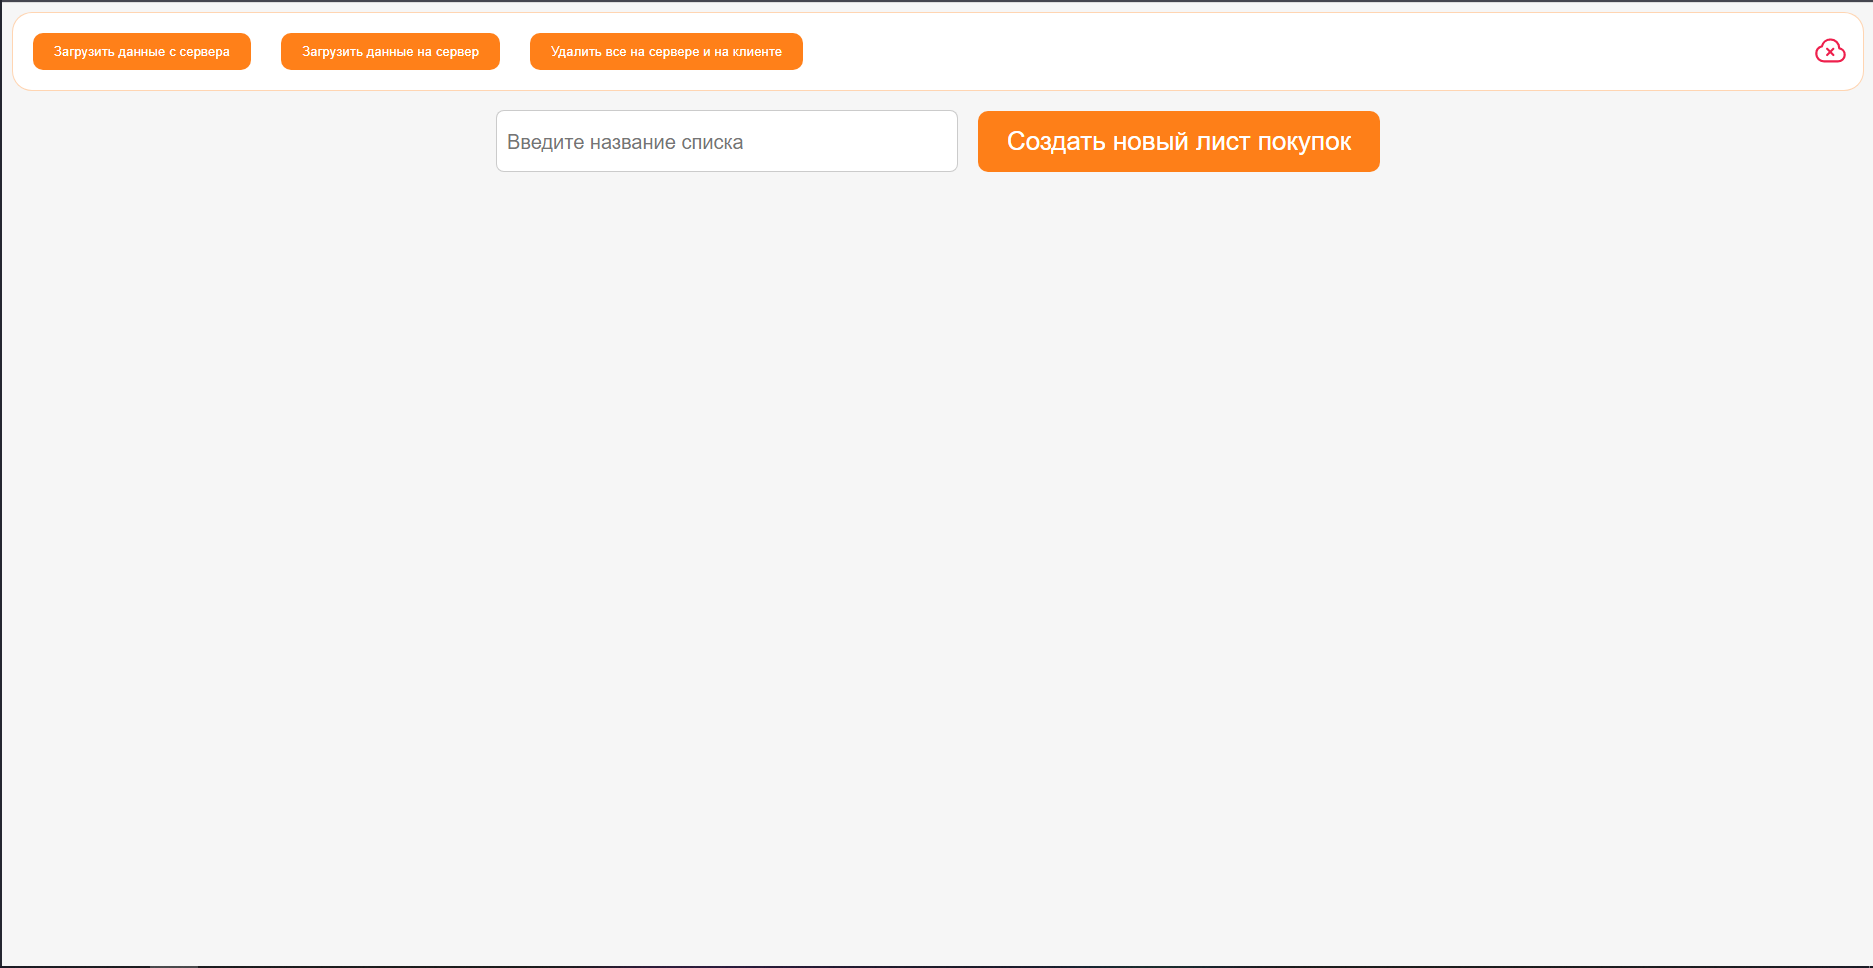 Загрузить данные с сервера
Загрузить данные на сервер
Удалить все на сервере и на клиенте
Введите название списка
Создать новый лист покупок